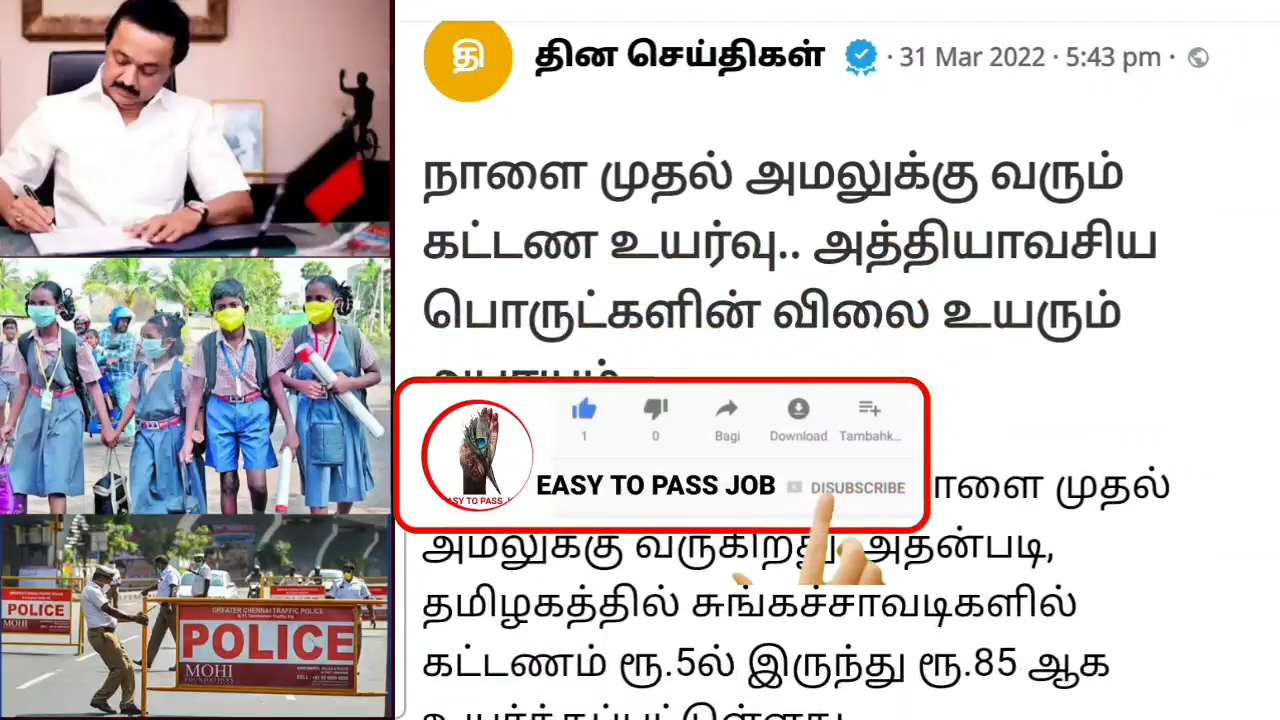 தி தின செய்திகள் · 31 Mar 2022 · 5:43 pm ·
நாளை முதல் அமலுக்கு வரும்
கட்டண உயர்வு.. அத்தியாவசிய
பொருட்களின் விலை உயரும்
1 0 Bagi Download Tambahk...
EASY TO PASS JOB DISUBSCRIBE
முதல்
அமலுக்கு வருகிறது. அதன்படி,
தமிழகத்தில் சுங்கச்சாவடிகளில்
கட்டணம் ரூ.5ல் இருந்து ரூ.85 ஆக
POLICE
MOHI
GREATER CHENNAI TRAFFIC POLICE
POLICE
MOHI
FOUNDATIONS